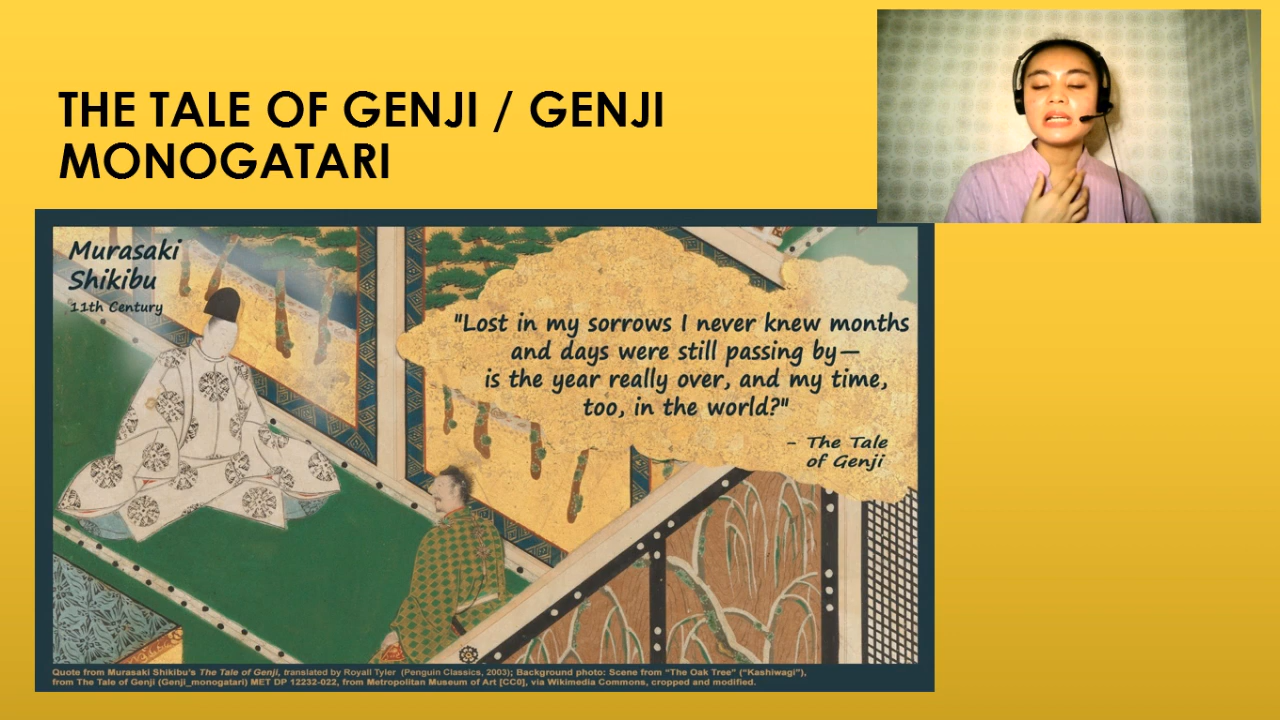 THE TALE OF GENJI / GENJI
MONOGATARI
Murasaki
Shikibu
11th Century
"Lost in my sorrows I never knew months
and days were still passing by—
is the year really over, and my time,
too, in the world?"
- The Tale
of Genji
Quote from Murasaki Shikibu's The Tale of Genji, translated by Royall Tyler (Penguin Classics, 2003); Background photo: Scene from "The Oak Tree" ("Kashiwagi"),
from The Tale of Genji (Genji_monogatari) MET DP 12232-022, from Metropolitan Museum of Art [CC0], via Wikimedia Commons, cropped and modified.